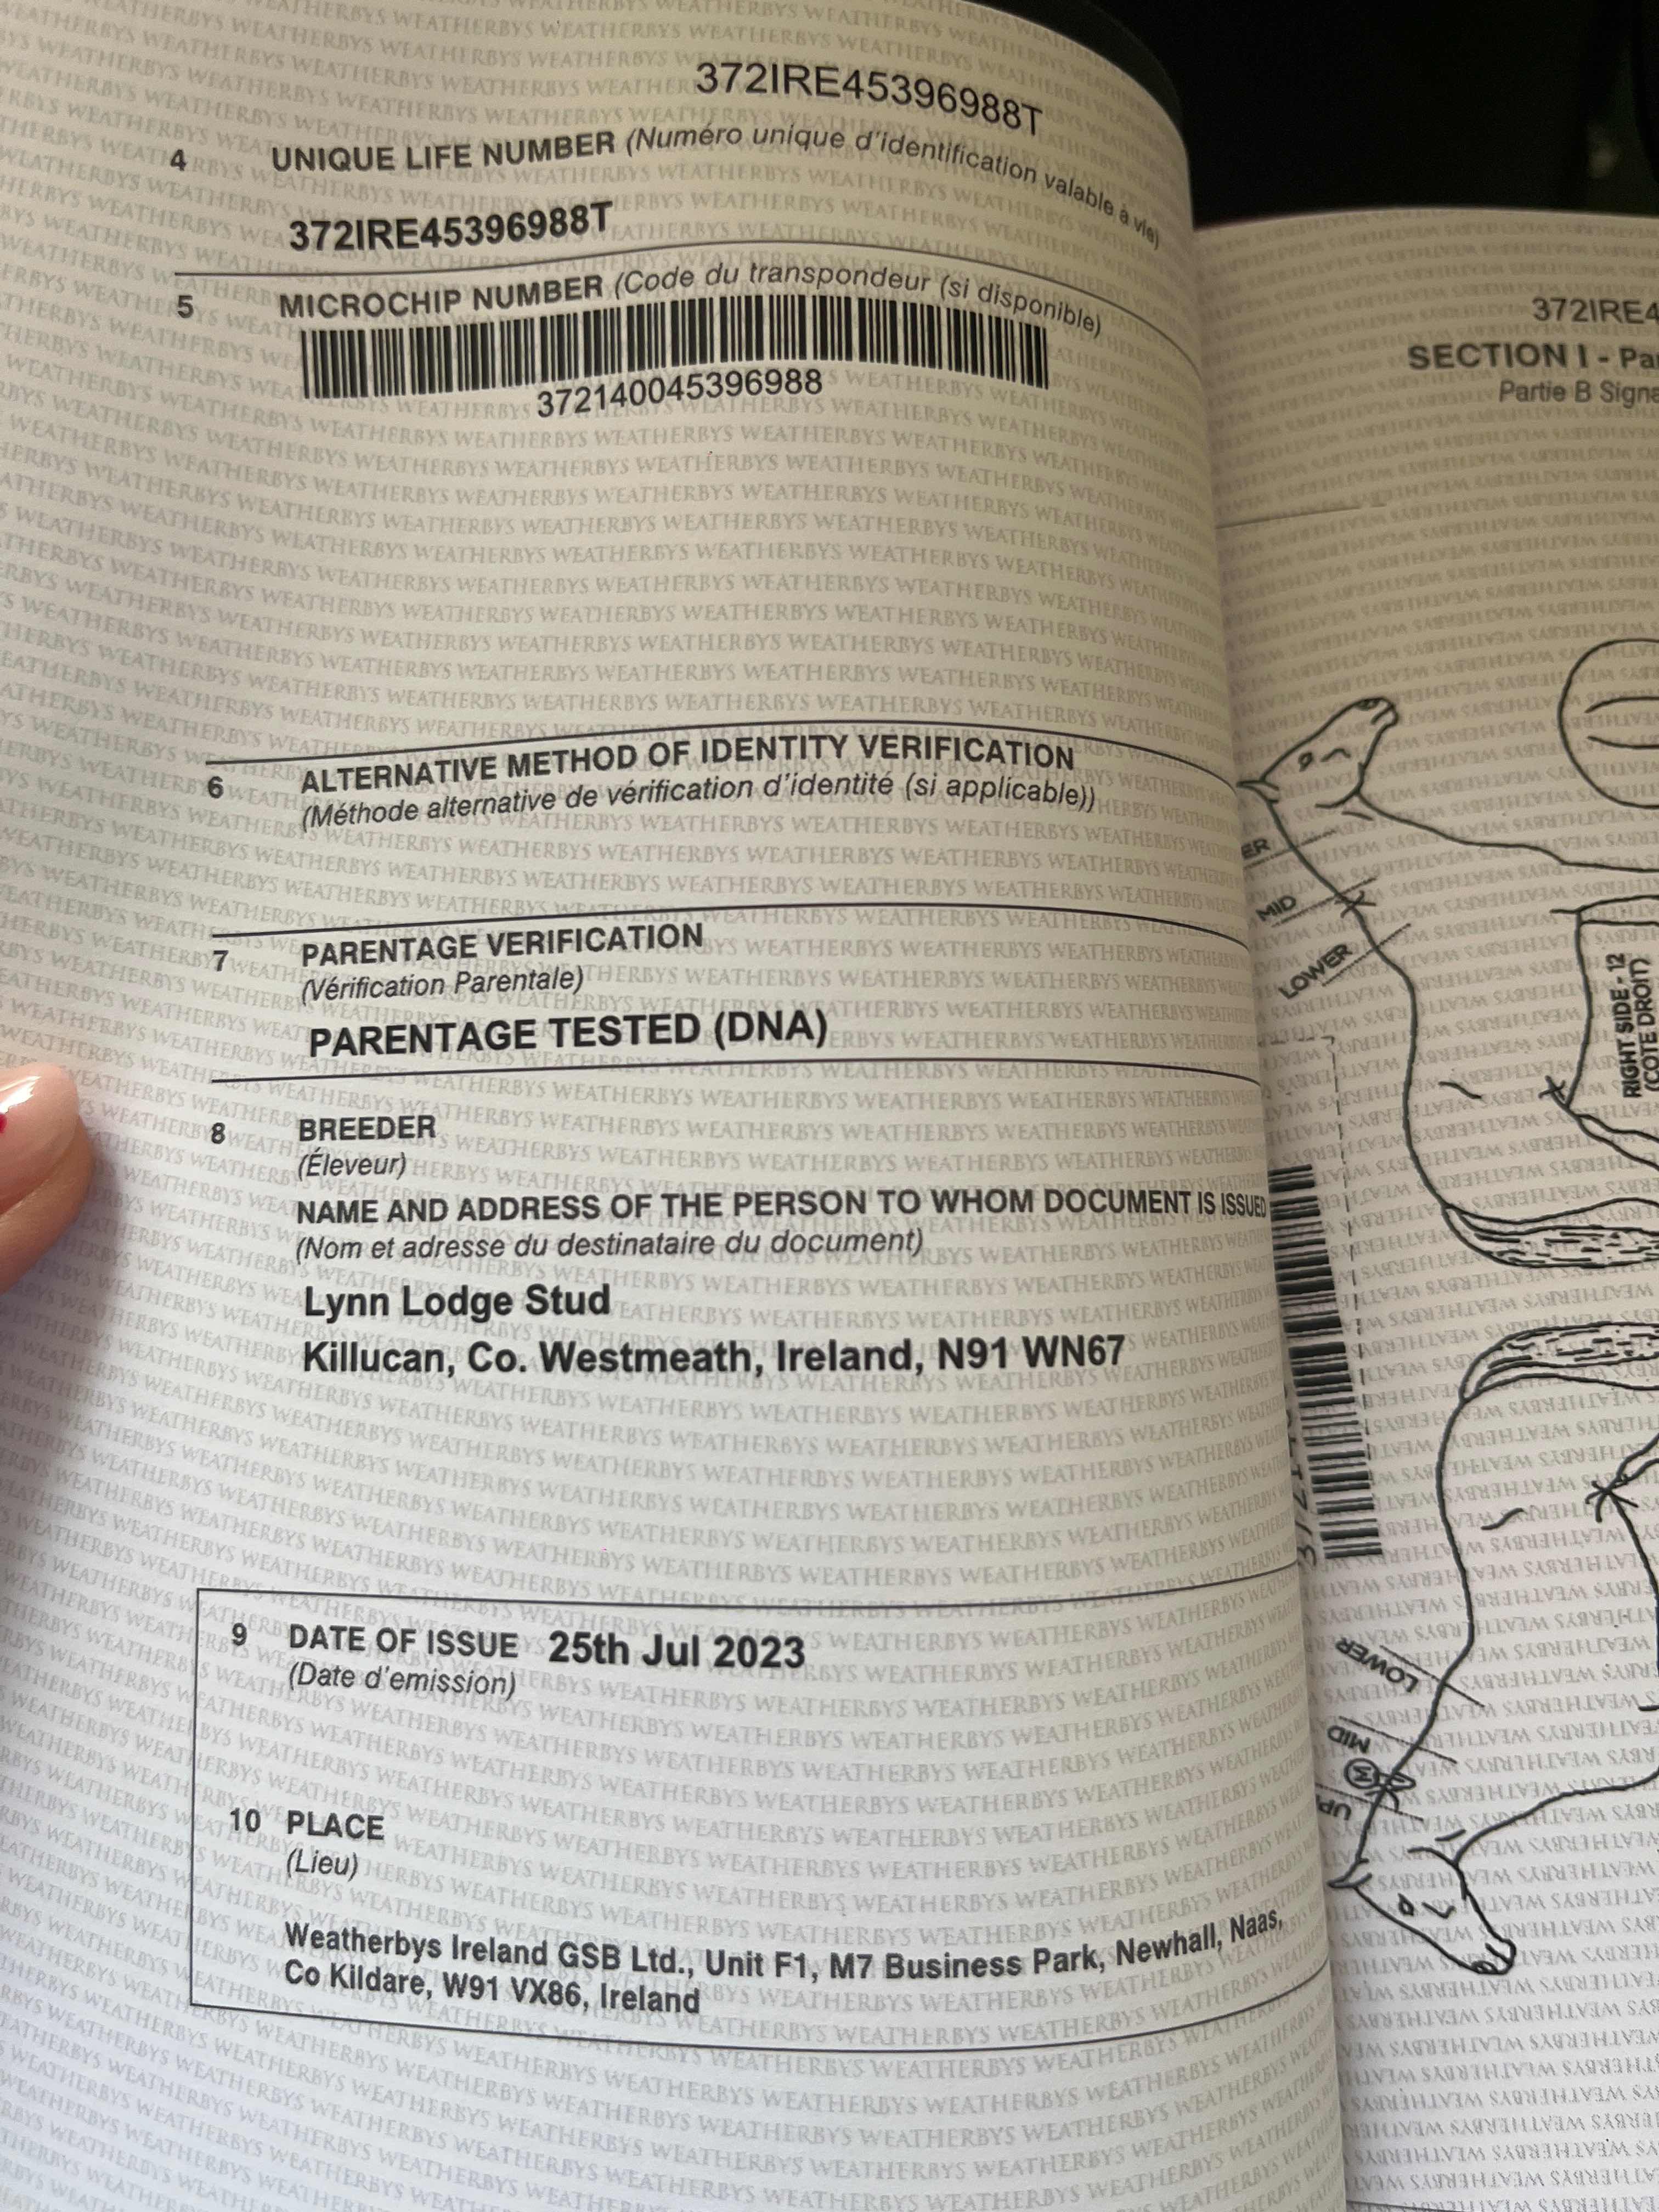 372IRE45396988T
4 UNIQUE LIFE NUMBER (Numéro unique d'identification valable à vie)
372IRE45396988T
5 MICROCHIP NUMBER (Code du transpondeur (si disponible)
372140045396988
6 ALTERNATIVE METHOD OF IDENTITY VERIFICATION
(Méthode alternative de vérification d'identité (si applicable))
7 PARENTAGE VERIFICATION
(Vérification Parentale)
PARENTAGE TESTED (DNA)
8 BREEDER
(Éleveur)
NAME AND ADDRESS OF THE PERSON TO WHOM DOCUMENT IS ISSUED
(Nom et adresse du destinataire du document)
Lynn Lodge Stud
Killucan, Co. Westmeath, Ireland, N91 WN67
9 DATE OF ISSUE 25th Jul 2023
(Date d'emission)
10 PLACE
(Lieu)
Weatherbys Ireland GSB Ltd., Unit F1, M7 Business Park, Newhall, Naas,
Co Kildare, W91 VX86, Ireland
372IRE4
SECTION I - Pa
Partie B Signa
ER
MID
LOWER
RIGHT SIDE - 12
(COTE DROIT)
LOWER
MID
UP
WEATHERBYS